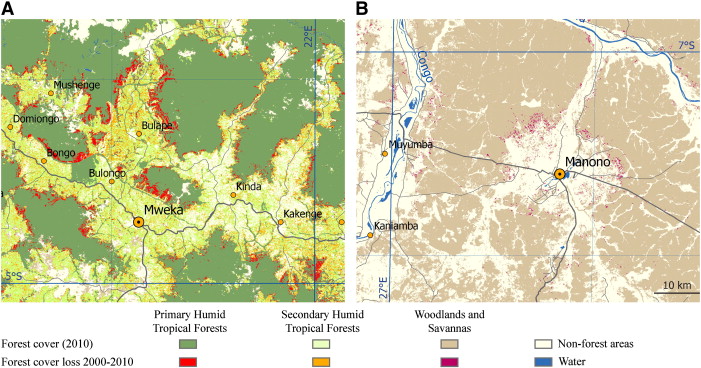 A
22°E
Mushenge
Domiongo
Bulape
Bongo
Bulongo
Kinda
Mweka
Kakenge
5°S
B
7°S
Congo
Muyumba
Manono
Kaniamba
27°E
10 km
Primary Humid Tropical Forests
Secondary Humid Tropical Forests
Woodlands and Savannas
Forest cover (2010)
Non-forest areas
Forest cover loss 2000-2010
Water